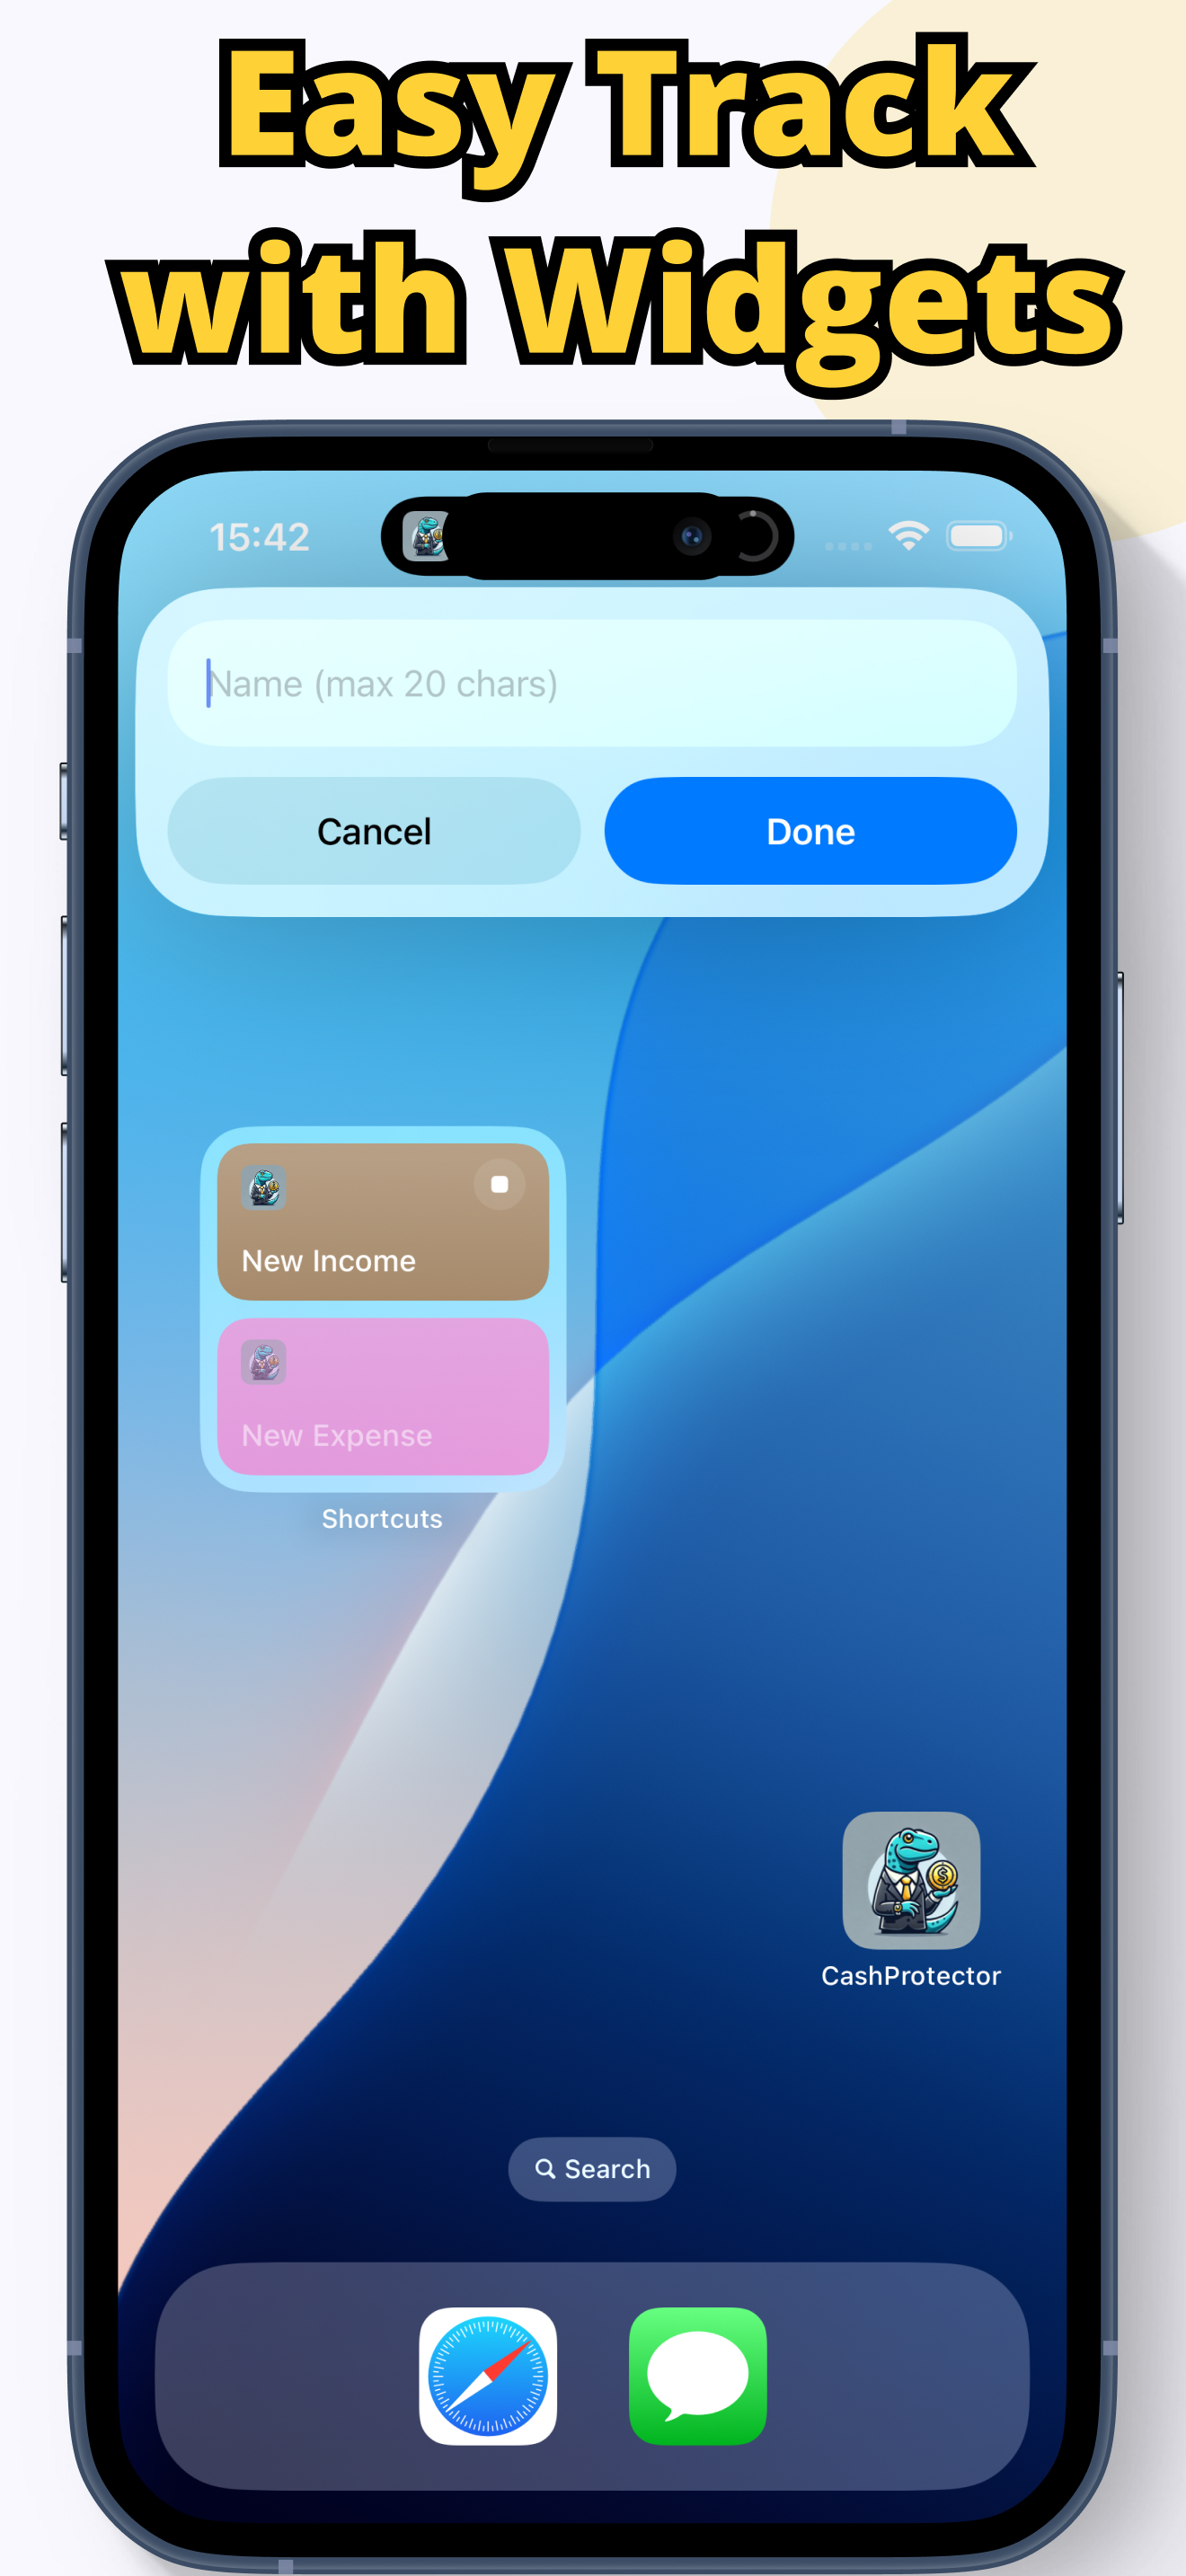 Easy Track
with Widgets
15:42
Name (max 20 chars)
Cancel
Done
New Income
New Expense
Shortcuts
$
CashProtector
Search